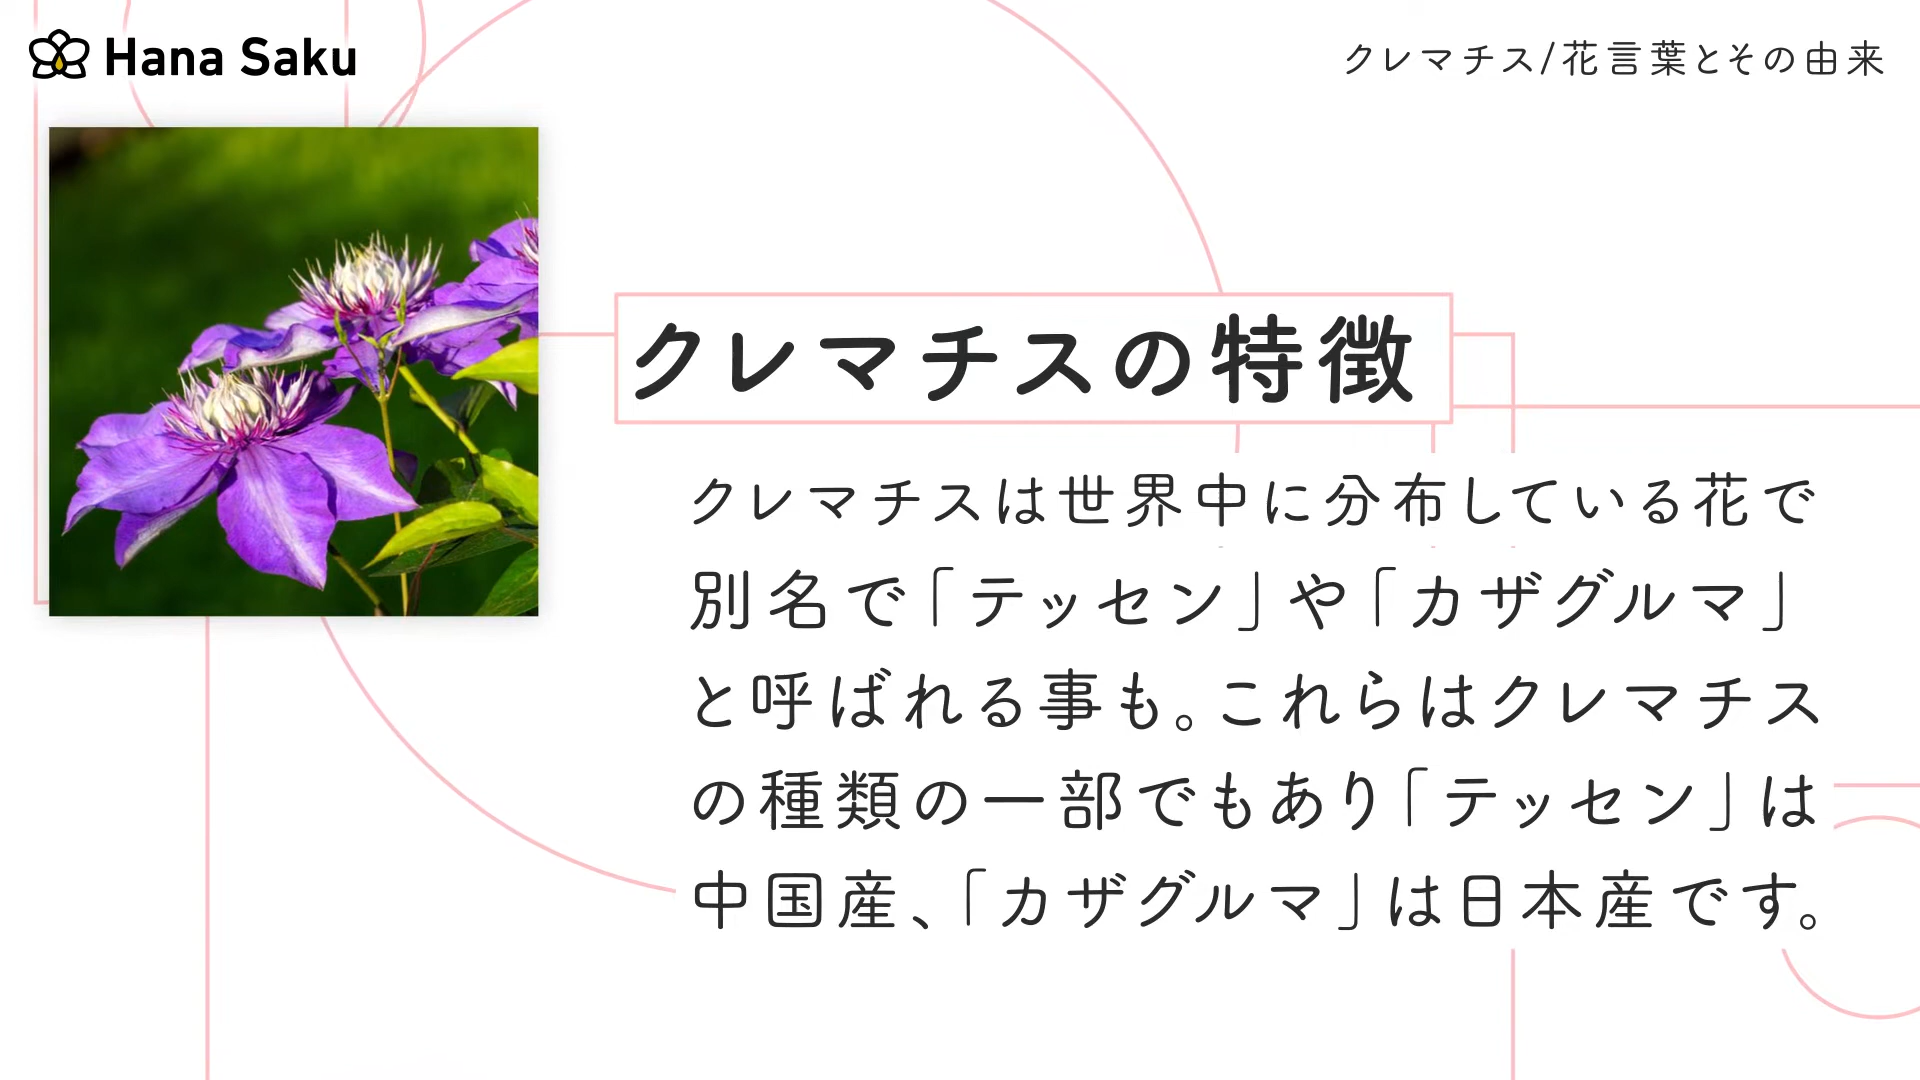 Hana Saku
クレマチス/花言葉とその由来
クレマチスの特徴
クレマチスは世界中に分布している花で
別名で「テッセン」や「カザグルマ」
と呼ばれる事も。これらはクレマチス
の種類の一部でもあり「テッセン」は
中国産、「カザグルマ」は日本産です。